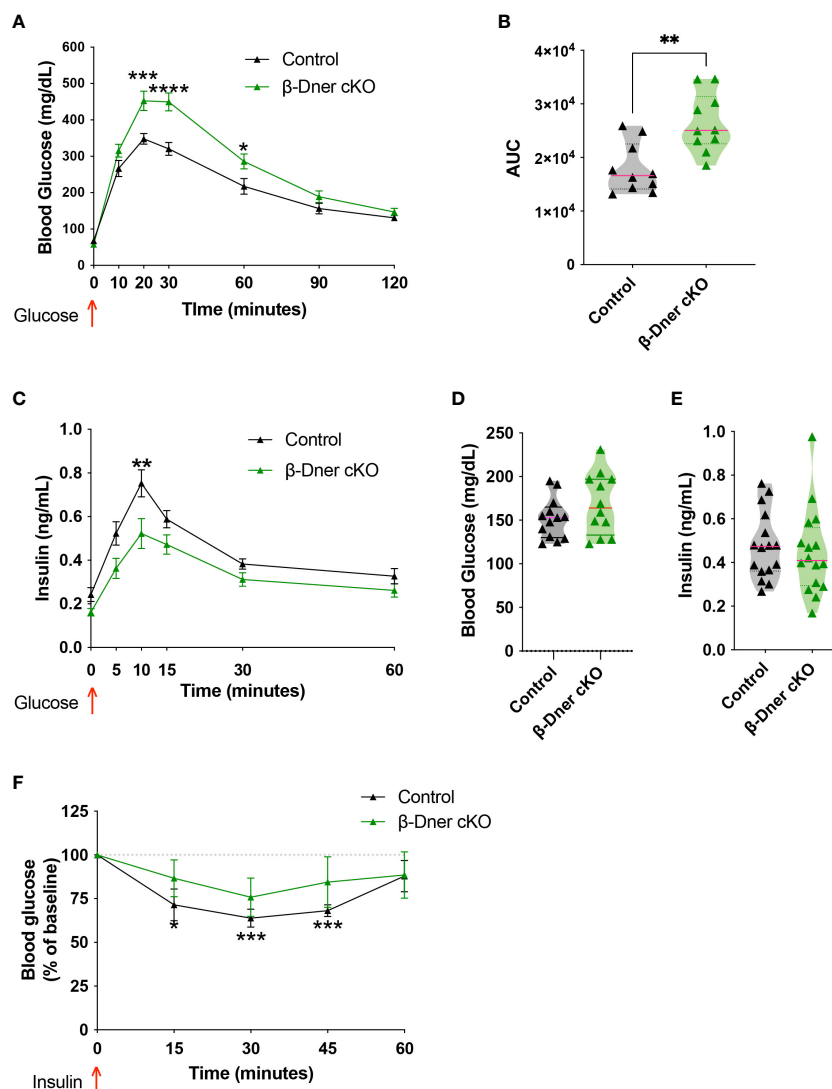 A
Control
β-Dner cKO
Blood Glucose (mg/dL)
600
500
400
300
200
100
0
***
****
*
0 10 20 30 60 90 120
TIme (minutes)
Glucose
B
**
AUC
4×10⁴
3×10⁴
2×10⁴
1×10⁴
0
Control
β-Dner cKO
C
Control
β-Dner cKO
Insulin (ng/mL)
1.0
0.8
0.6
0.4
0.2
0.0
**
0 5 10 15 30 60
Time (minutes)
Glucose
D
Blood Glucose (mg/dL)
250
200
150
100
50
0
Control
β-Dner cKO
E
Insulin (ng/mL)
1.0
0.8
0.6
0.4
0.2
0.0
Control
β-Dner cKO
F
Control
β-Dner cKO
Blood glucose
(% of baseline)
125
100
75
50
25
0
*
***
***
0 15 30 45 60
Time (minutes)
Insulin